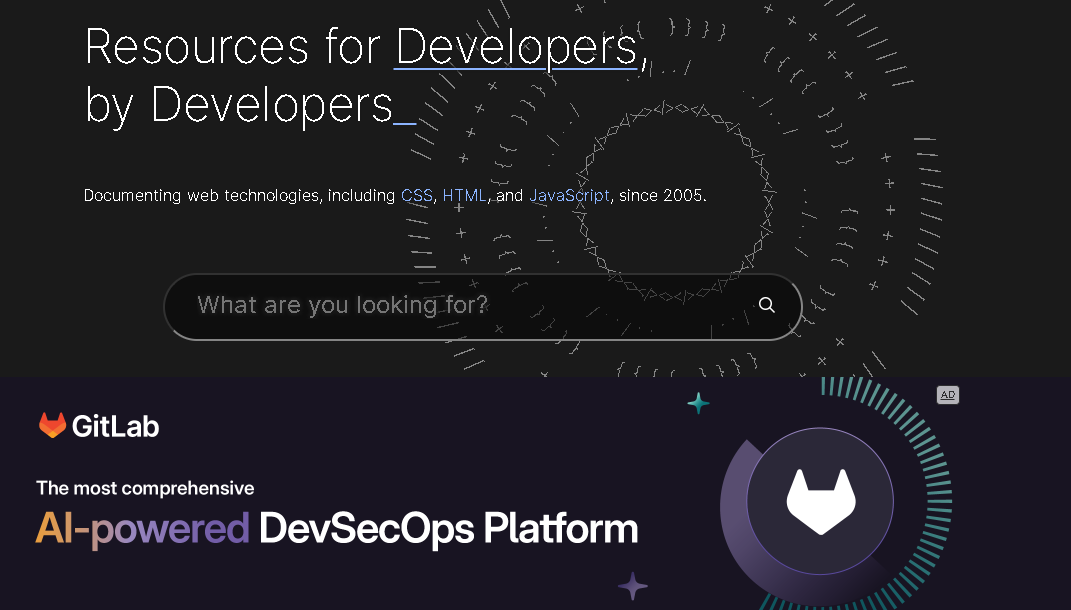 Resources for Developers,
by Developers_
Documenting web technologies, including CSS, HTML, and JavaScript, since 2005.
What are you looking for?
AD
GitLab
The most comprehensive
AI-powered DevSecOps Platform